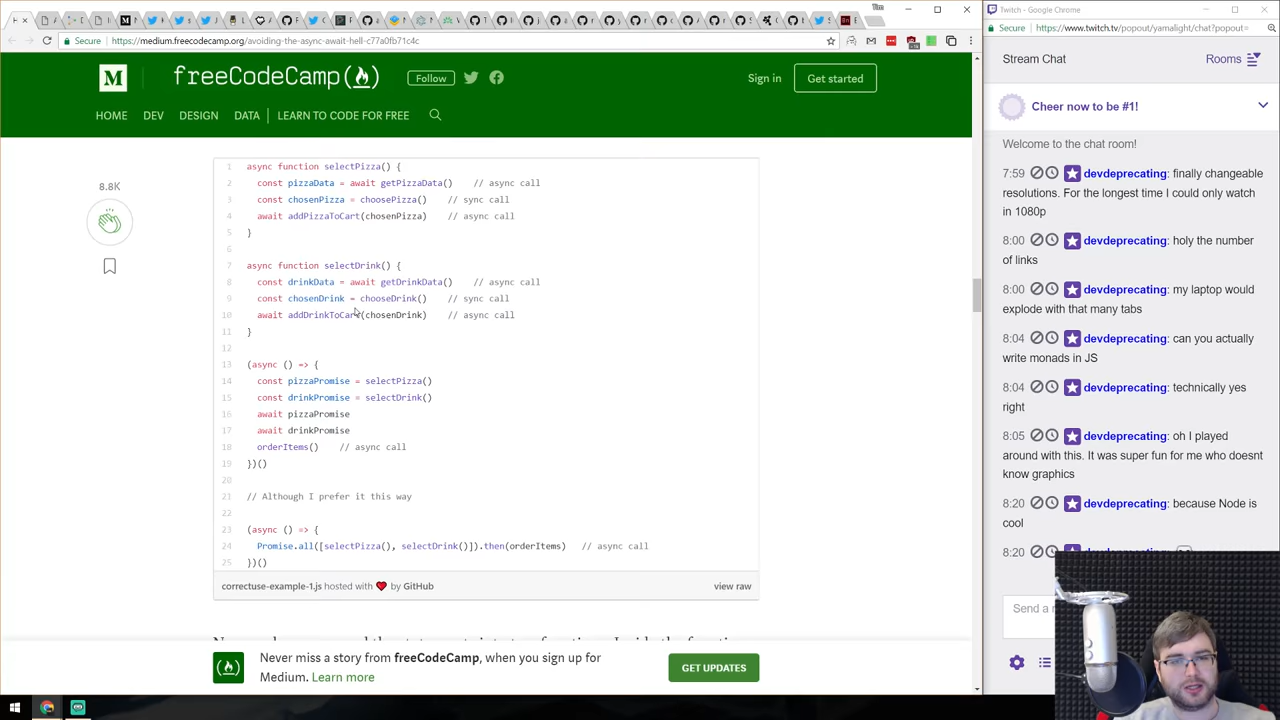 Tim
Secure https://medium.freecodecamp.org/avoiding-the-async-await-hell-c77a0fb71c4c
M freeCodeCamp Follow
Sign in Get started
HOME DEV DESIGN DATA LEARN TO CODE FOR FREE
8.8K
1 async function selectPizza() {
2 const pizzaData = await getPizzaData() // async call
3 const chosenPizza = choosePizza() // sync call
4 await addPizzaToCart(chosenPizza) // async call
5 }
6
7 async function selectDrink() {
8 const drinkData = await getDrinkData() // async call
9 const chosenDrink = chooseDrink() // sync call
10 await addDrinkToCart(chosenDrink) // async call
11 }
12
13 (async () => {
14 const pizzaPromise = selectPizza()
15 const drinkPromise = selectDrink()
16 await pizzaPromise
17 await drinkPromise
18 orderItems() // async call
19 })()
20
21 // Although I prefer it this way
22
23 (async () => {
24 Promise.all([selectPizza(), selectDrink()]).then(orderItems) // async call
25 })()
correctuse-example-1.js hosted with ❤ by GitHub view raw
Never miss a story from freeCodeCamp, when you sign up for
Medium. Learn more
GET UPDATES
Twitch - Google Chrome
Secure https://www.twitch.tv/popout/yamalight/chat?popout=
Stream Chat Rooms
Cheer now to be #1!
Welcome to the chat room!
7:59 devdeprecating: finally changeable
resolutions. For the longest time I could only watch
in 1080p
8:00 devdeprecating: holy the number
of links
8:00 devdeprecating: my laptop would
explode with that many tabs
8:04 devdeprecating: can you actually
write monads in JS
8:04 devdeprecating: technically yes
right
8:05 devdeprecating: oh I played
around with this. It was super fun for me who doesnt
know graphics
8:20 devdeprecating: because Node is
cool
8:20
Send a